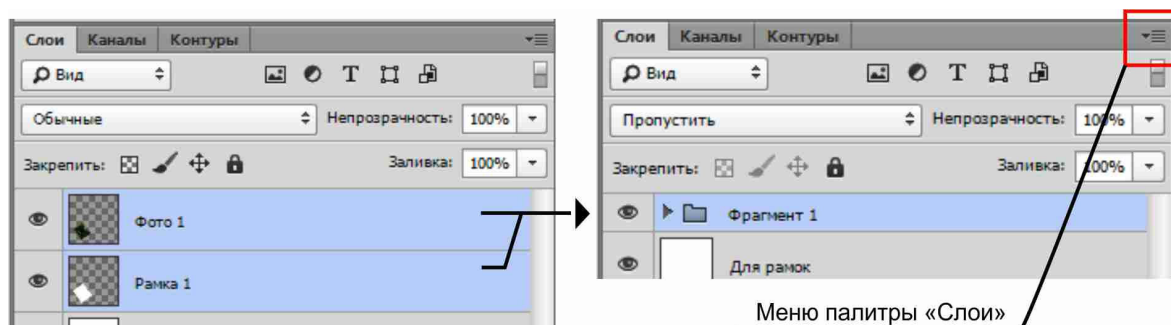 Слои Каналы Контуры
Вид
Обычные Непрозрачность: 100%
Закрепить: Заливка: 100%
Фото 1
Рамка 1
Слои Каналы Контуры
Вид
Пропустить Непрозрачность: 100%
Закрепить: Заливка: 100%
Фрагмент 1
Для рамок
Меню палитры «Слои»